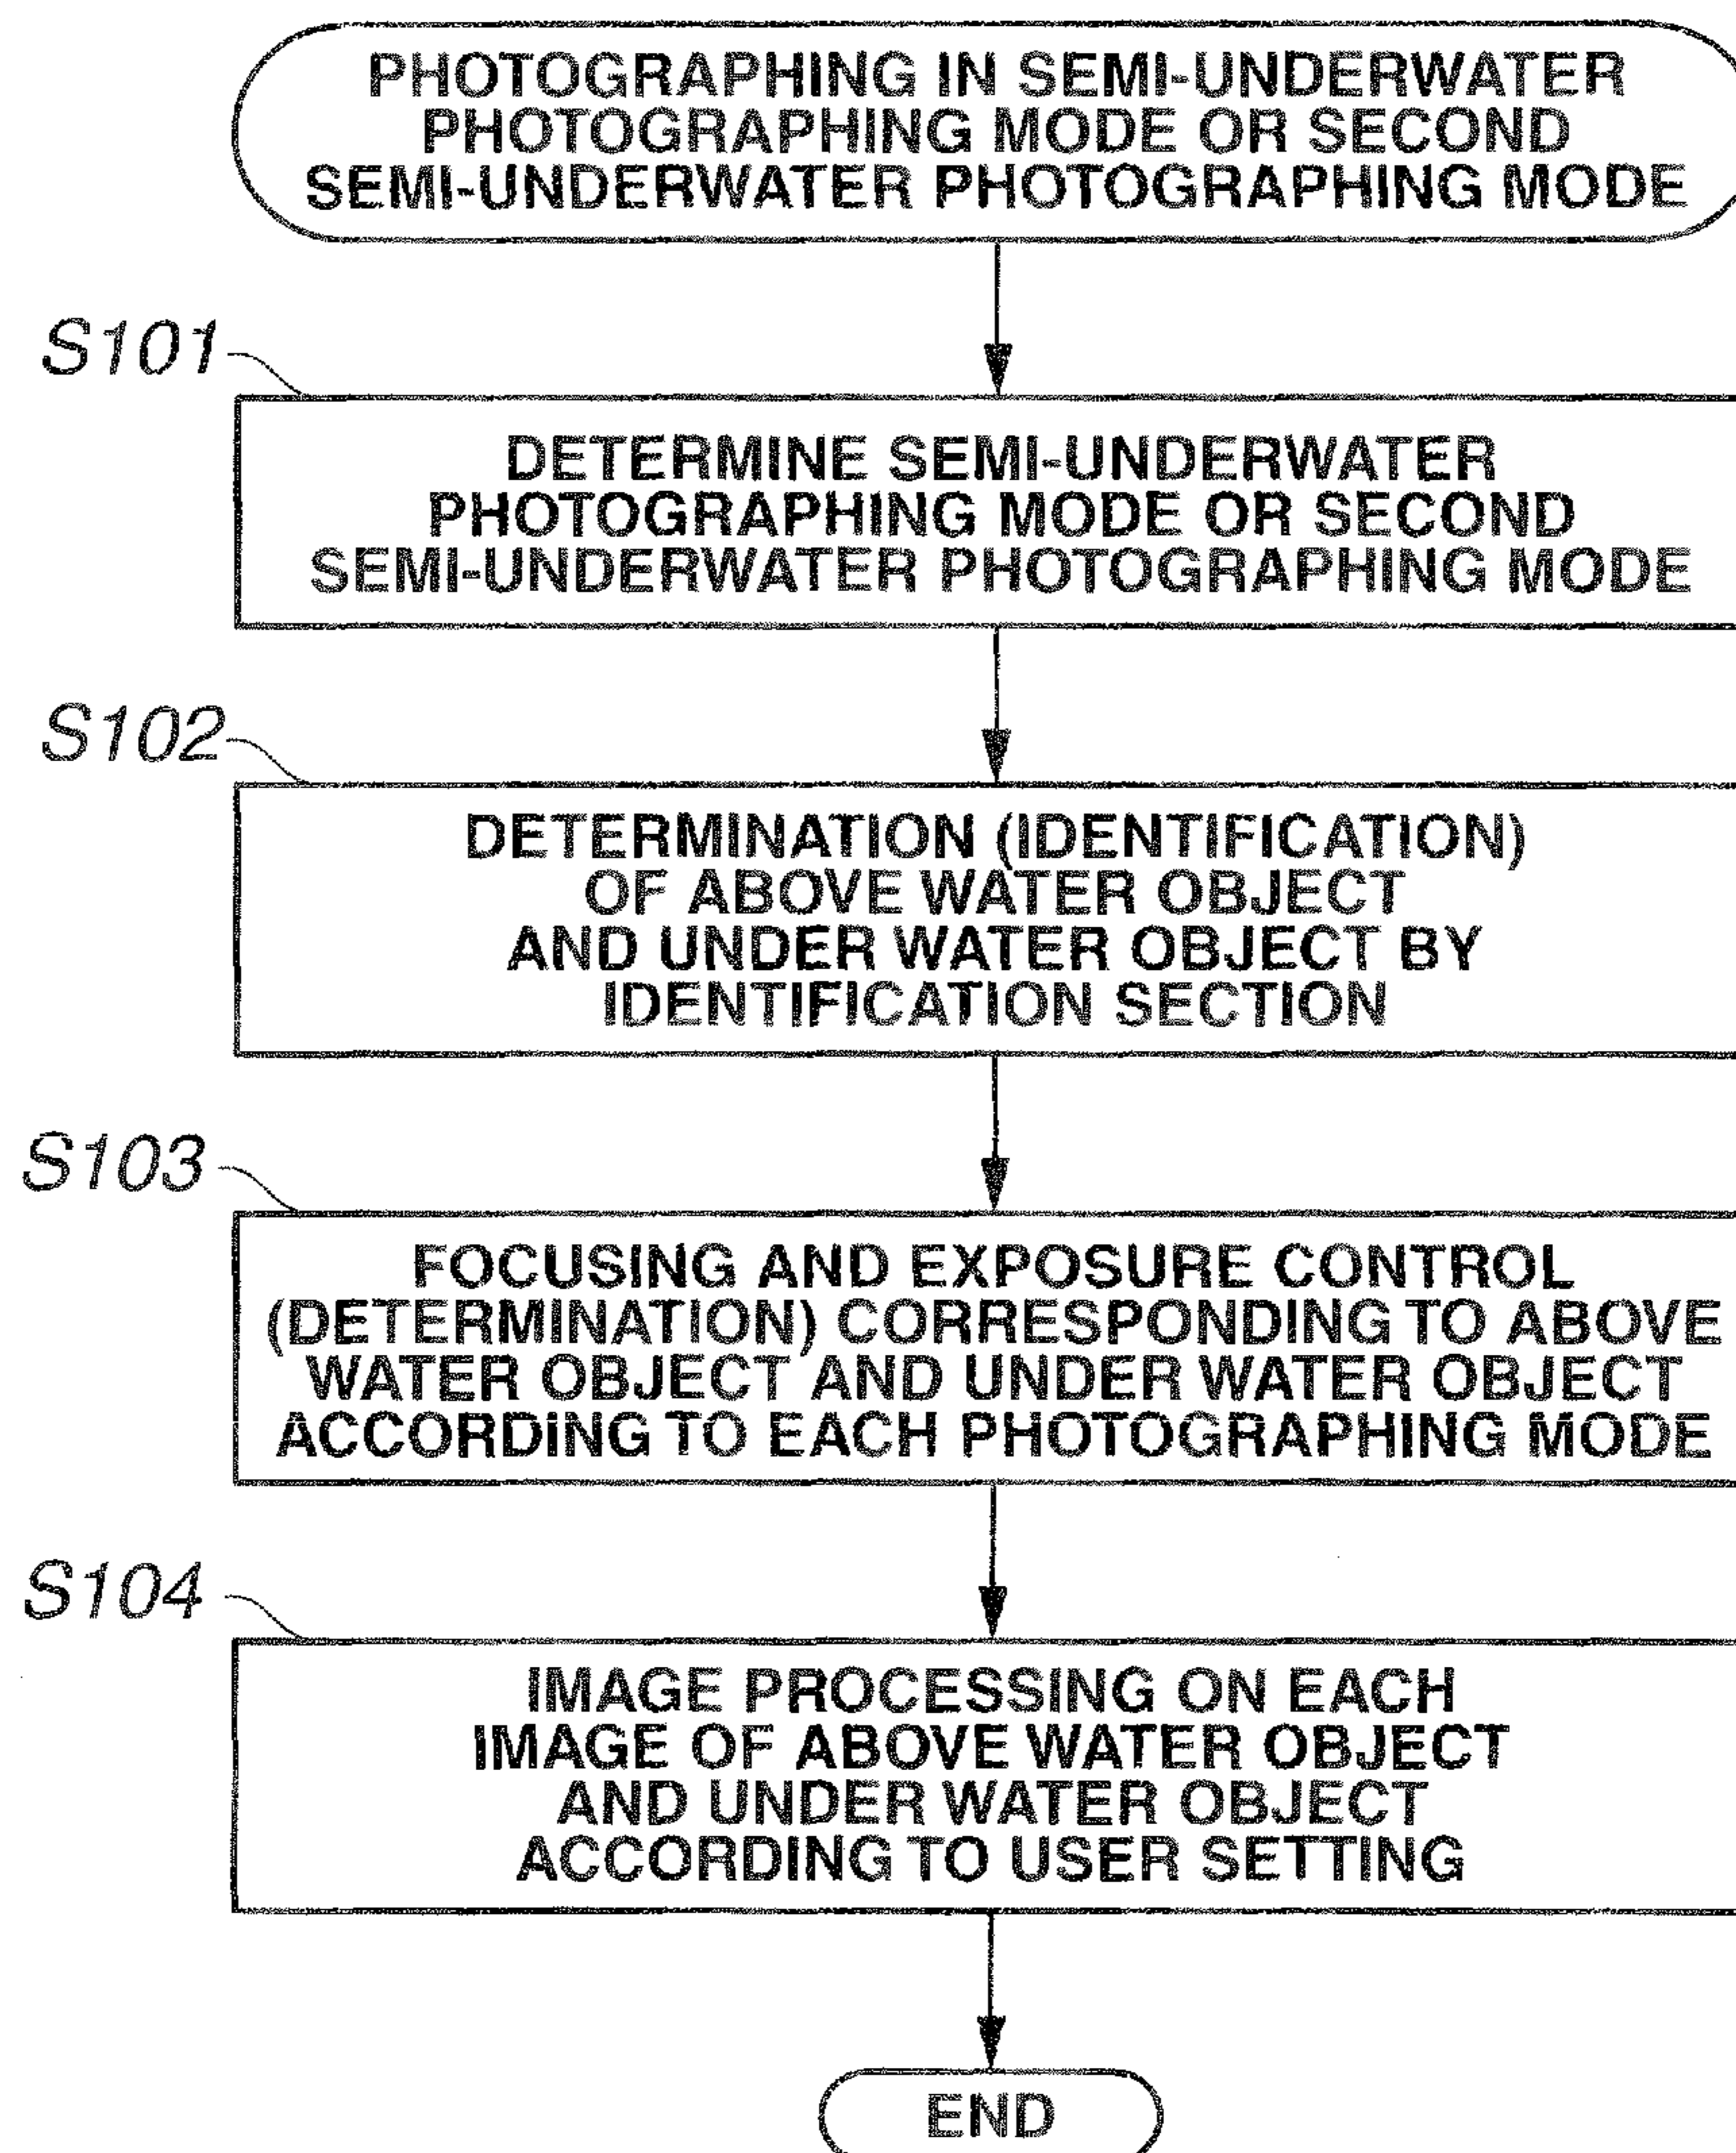 PHOTOGRAPHING IN SEMI-UNDERWATER
PHOTOGRAPHING MODE OR SECOND
SEMI-UNDERWATER PHOTOGRAPHING MODE
S101
DETERMINE SEMI-UNDERWATER
PHOTOGRAPHING MODE OR SECOND
SEMI-UNDERWATER PHOTOGRAPHING MODE
S102
DETERMINATION (IDENTIFICATION)
OF ABOVE WATER OBJECT
AND UNDER WATER OBJECT BY
IDENTIFICATION SECTION
S103
FOCUSING AND EXPOSURE CONTROL
(DETERMINATION) CORRESPONDING TO ABOVE
WATER OBJECT AND UNDER WATER OBJECT
ACCORDING TO EACH PHOTOGRAPHING MODE
S104
IMAGE PROCESSING ON EACH
IMAGE OF ABOVE WATER OBJECT
AND UNDER WATER OBJECT
ACCORDING TO USER SETTING
END